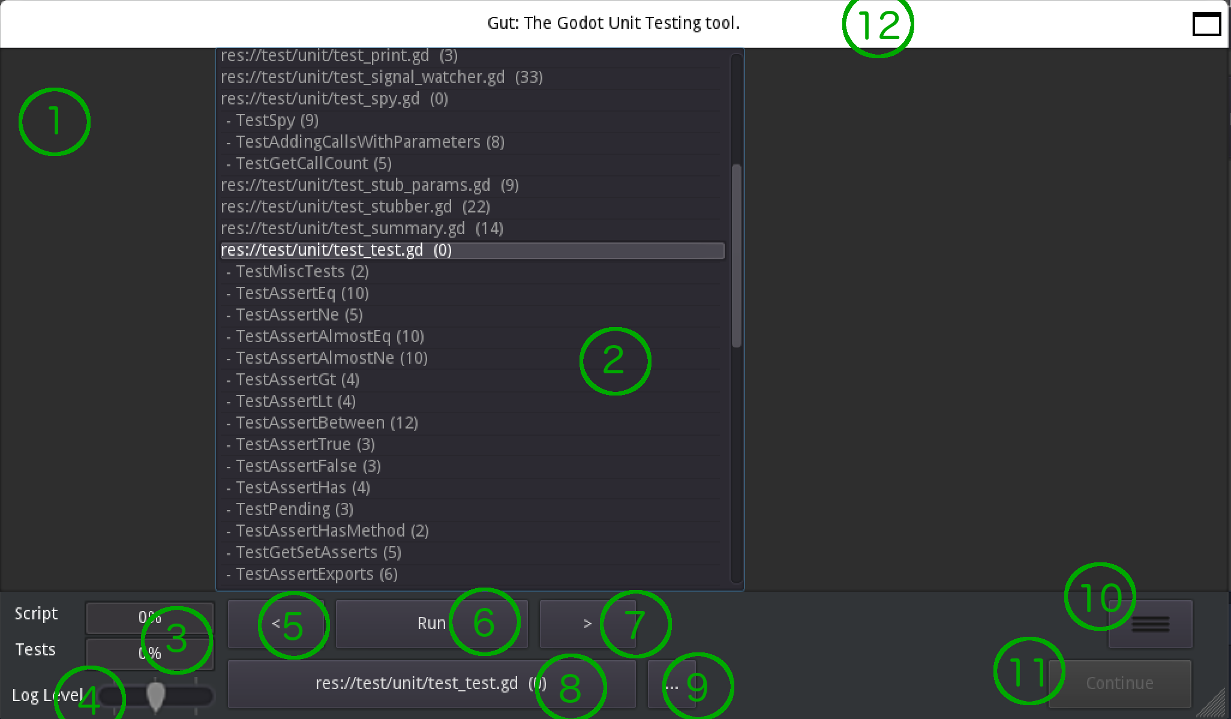 Gut: The Godot Unit Testing tool. 12
1
res://test/unit/test_print.gd (3)
res://test/unit/test_signal_watcher.gd (33)
res://test/unit/test_spy.gd (0)
- TestSpy (9)
- TestAddingCallsWithParameters (8)
- TestGetCallCount (5)
res://test/unit/test_stub_params.gd (9)
res://test/unit/test_stubber.gd (22)
res://test/unit/test_summary.gd (14)
res://test/unit/test_test.gd (0)
- TestMiscTests (2)
- TestAssertEq (10)
- TestAssertNe (5)
- TestAssertAlmostEq (10)
- TestAssertAlmostNe (10)
2
- TestAssertGt (4)
- TestAssertLt (4)
- TestAssertBetween (12)
- TestAssertTrue (3)
- TestAssertFalse (3)
- TestAssertHas (4)
- TestPending (3)
- TestAssertHasMethod (2)
- TestGetSetAsserts (5)
- TestAssertExports (6)
Script 0%
3
Tests 0%
Log Level 4
< 5 Run 6 > 7 10
res://test/unit/test_test.gd (0) 8 ... 9 11 Continue